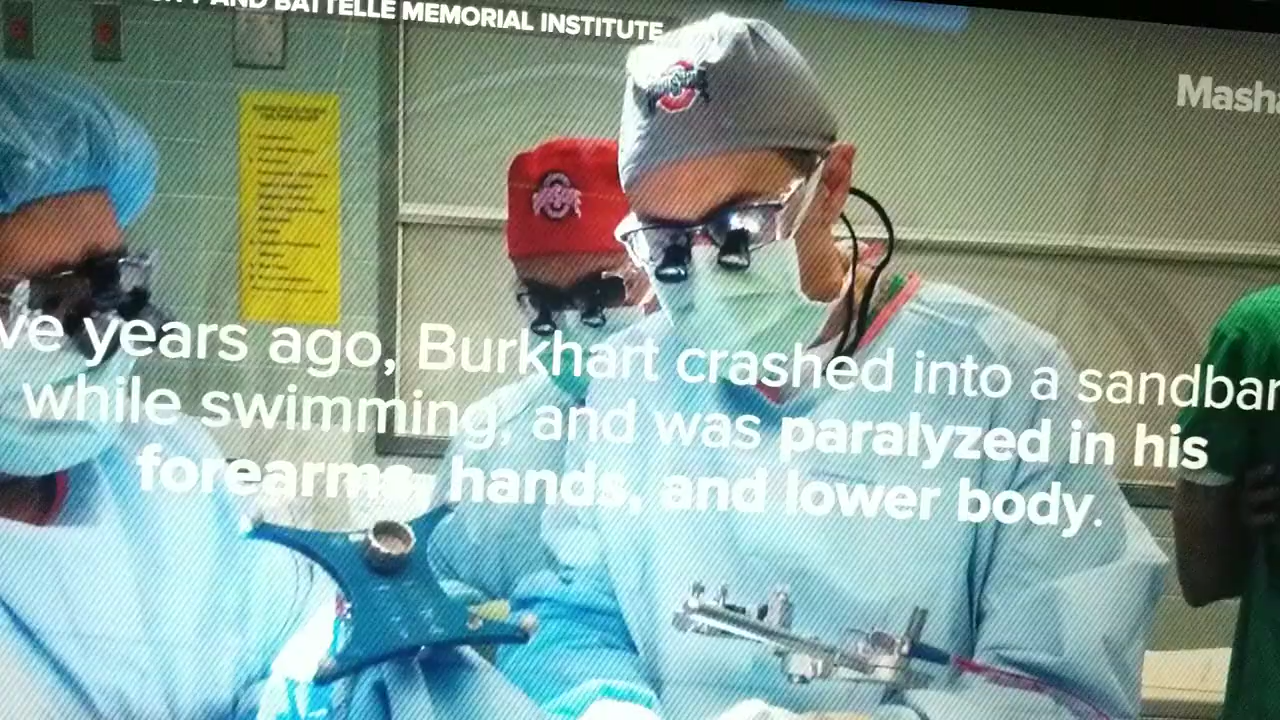 AND BATTELLE MEMORIAL INSTITUTE
Mash
ve years ago, Burkhart crashed into a sandbar
while swimming, and was paralyzed in his
forearms, hands, and lower body.